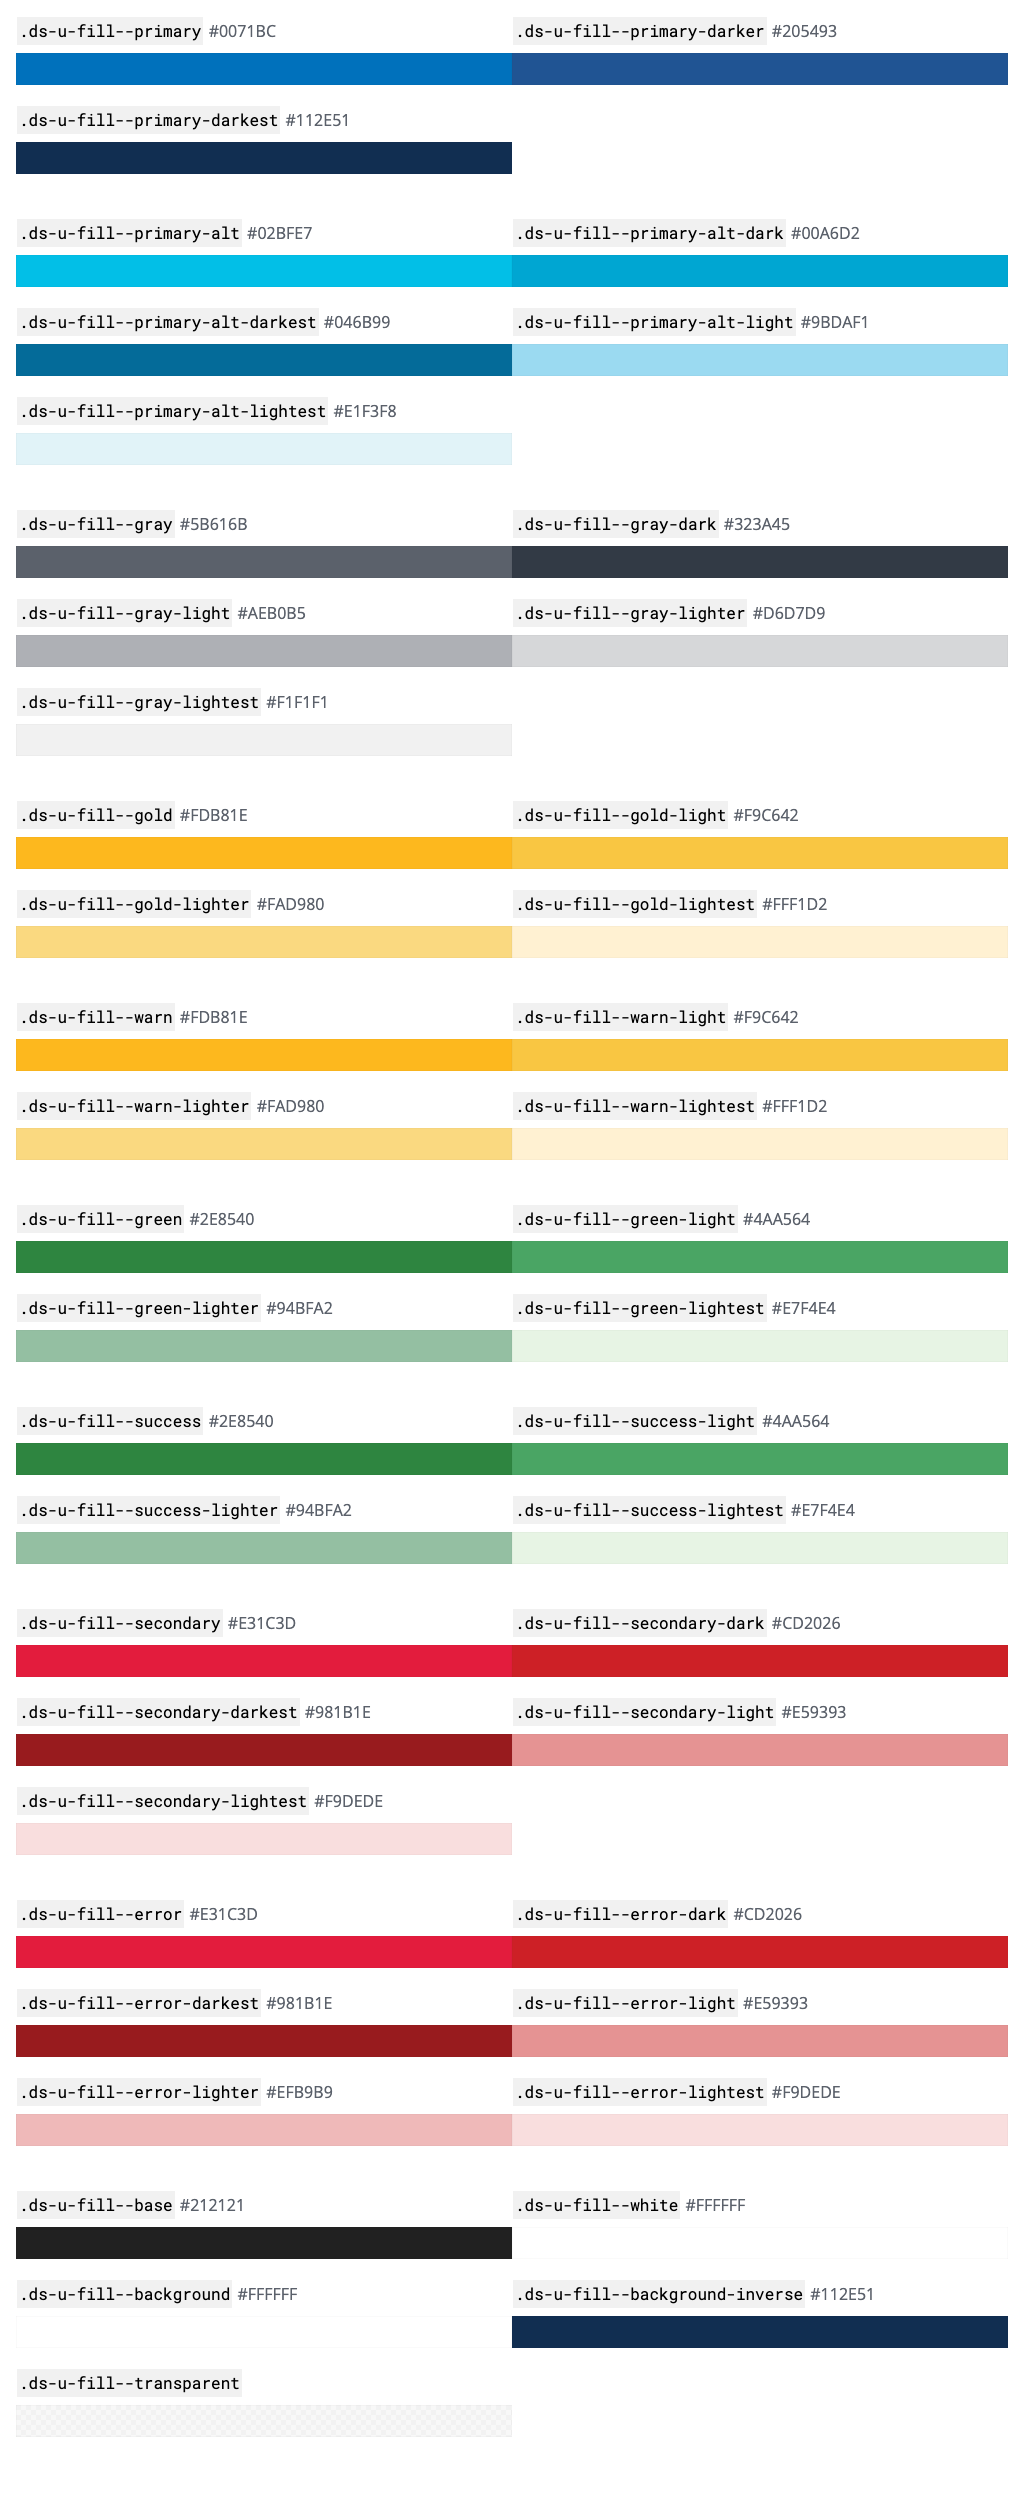 .ds-u-fill--primary #0071BC .ds-u-fill--primary-darker #205493
.ds-u-fill--primary-darkest #112E51
.ds-u-fill--primary-alt #02BFE7 .ds-u-fill--primary-alt-dark #00A6D2
.ds-u-fill--primary-alt-darkest #046B99 .ds-u-fill--primary-alt-light #9BDAF1
.ds-u-fill--primary-alt-lightest #E1F3F8
.ds-u-fill--gray #5B616B .ds-u-fill--gray-dark #323A45
.ds-u-fill--gray-light #AEB0B5 .ds-u-fill--gray-lighter #D6D7D9
.ds-u-fill--gray-lightest #F1F1F1
.ds-u-fill--gold #FDB81E .ds-u-fill--gold-light #F9C642
.ds-u-fill--gold-lighter #FAD980 .ds-u-fill--gold-lightest #FFF1D2
.ds-u-fill--warn #FDB81E .ds-u-fill--warn-light #F9C642
.ds-u-fill--warn-lighter #FAD980 .ds-u-fill--warn-lightest #FFF1D2
.ds-u-fill--green #2E8540 .ds-u-fill--green-light #4AA564
.ds-u-fill--green-lighter #94BFA2 .ds-u-fill--green-lightest #E7F4E4
.ds-u-fill--success #2E8540 .ds-u-fill--success-light #4AA564
.ds-u-fill--success-lighter #94BFA2 .ds-u-fill--success-lightest #E7F4E4
.ds-u-fill--secondary #E31C3D .ds-u-fill--secondary-dark #CD2026
.ds-u-fill--secondary-darkest #981B1E .ds-u-fill--secondary-light #E59393
.ds-u-fill--secondary-lightest #F9DEDE
.ds-u-fill--error #E31C3D .ds-u-fill--error-dark #CD2026
.ds-u-fill--error-darkest #981B1E .ds-u-fill--error-light #E59393
.ds-u-fill--error-lighter #EFB9B9 .ds-u-fill--error-lightest #F9DEDE
.ds-u-fill--base #212121 .ds-u-fill--white #FFFFFF
.ds-u-fill--background #FFFFFF .ds-u-fill--background-inverse #112E51
.ds-u-fill--transparent